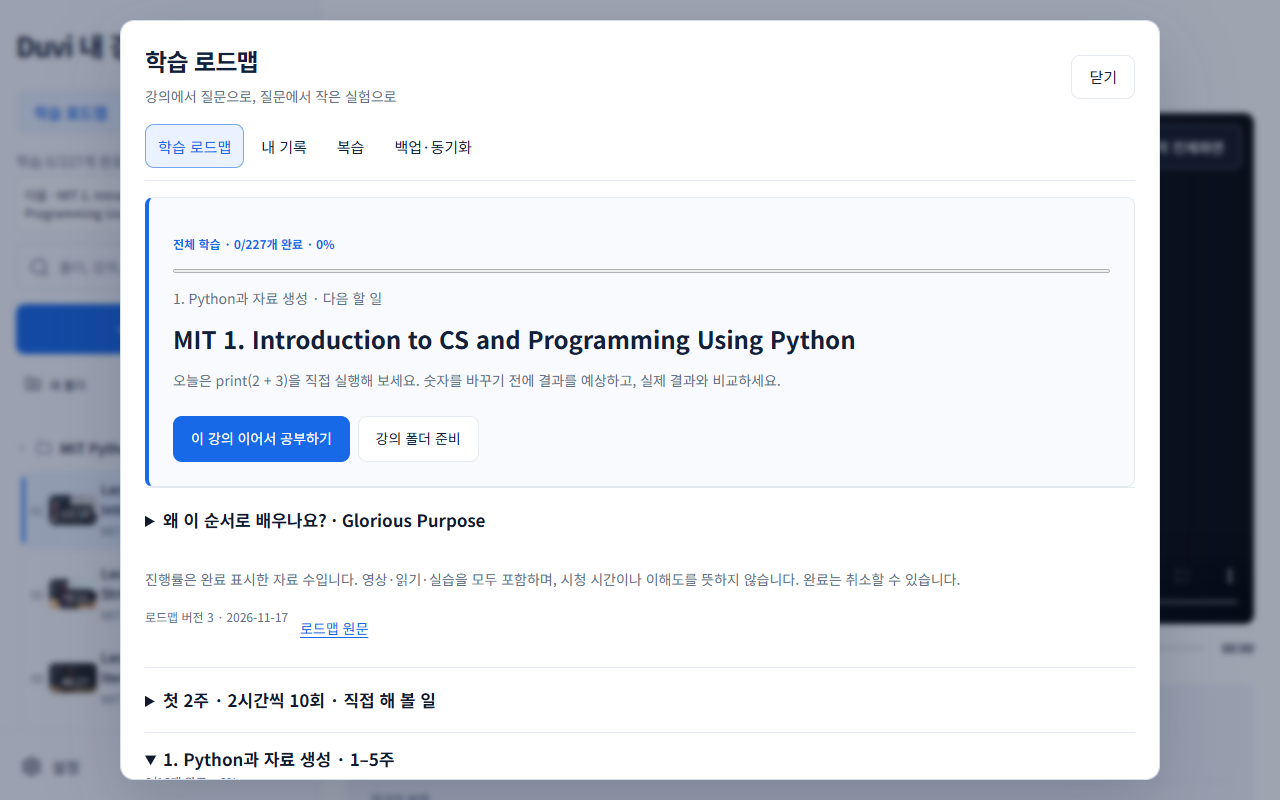 Duvi 내
학습 로드맵
강의에서 질문으로, 질문에서 작은 실험으로
닫기
학습 로드맵
내 기록
복습
백업·동기화
전체 학습 · 0/227개 완료 · 0%
1. Python과 자료 생성 · 다음 할 일
MIT 1. Introduction to CS and Programming Using Python
오늘은 print(2 + 3)을 직접 실행해 보세요. 숫자를 바꾸기 전에 결과를 예상하고, 실제 결과와 비교하세요.
이 강의 이어서 공부하기
강의 폴더 준비
▶ 왜 이 순서로 배우나요? · Glorious Purpose
진행률은 완료 표시한 자료 수입니다. 영상·읽기·실습을 모두 포함하며, 시청 시간이나 이해도를 뜻하지 않습니다. 완료는 취소할 수 있습니다.
로드맵 버전 3 · 2026-11-17
로드맵 원문
▶ 첫 2주 · 2시간씩 10회 · 직접 해 볼 일
▼ 1. Python과 자료 생성 · 1–5주